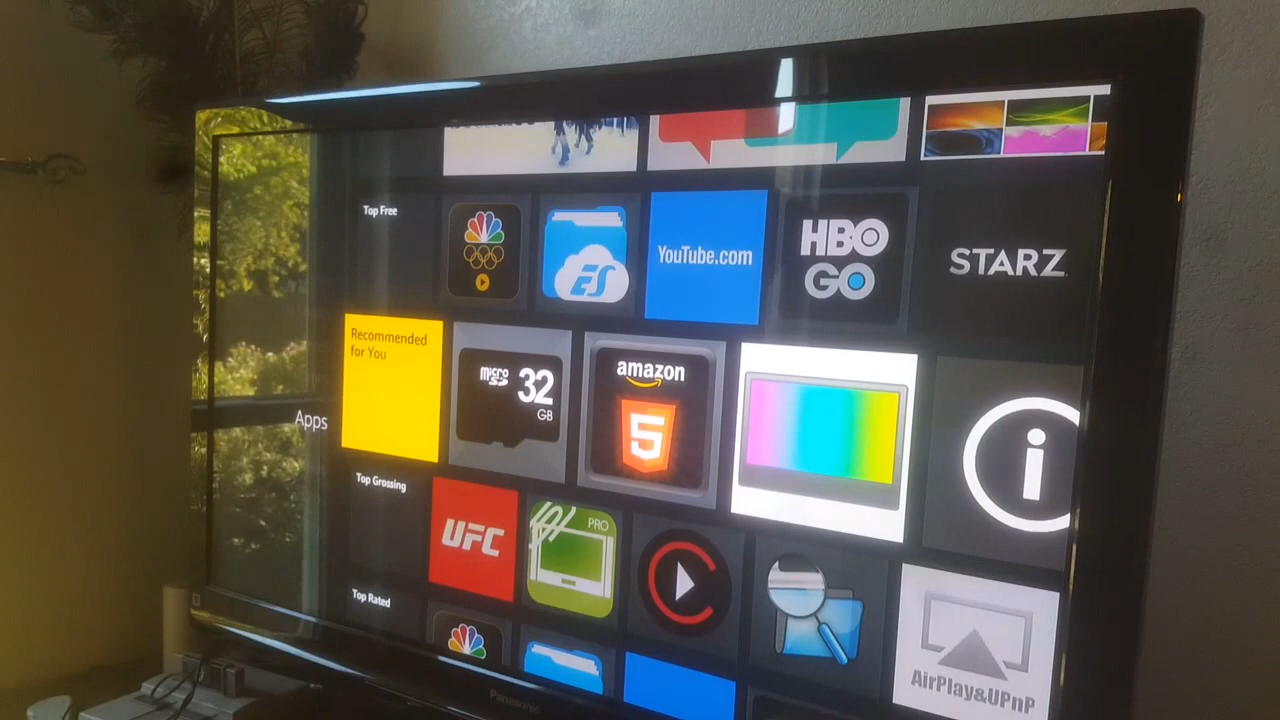 Top Free
YouTube.com
HBO
GO
STARZ
ES
Recommended
for You
micro SD 32
GB
amazon
5
i
Apps
Top Grossing
UFC
PRO
Top Rated
AirPlay&UPnP
Panasonic